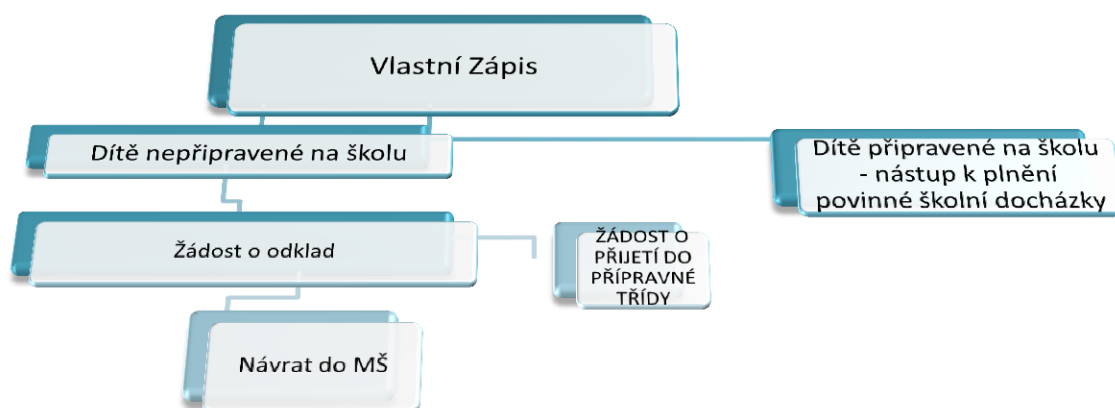 Vlastní Zápis
Dítě nepřipravené na školu
Dítě připravené na školu
- nástup k plnění
povinné školní docházky
Žádost o odklad
ŽÁDOST O
PŘIJETÍ DO
PŘÍPRAVNÉ
TŘÍDY
Návrat do MŠ